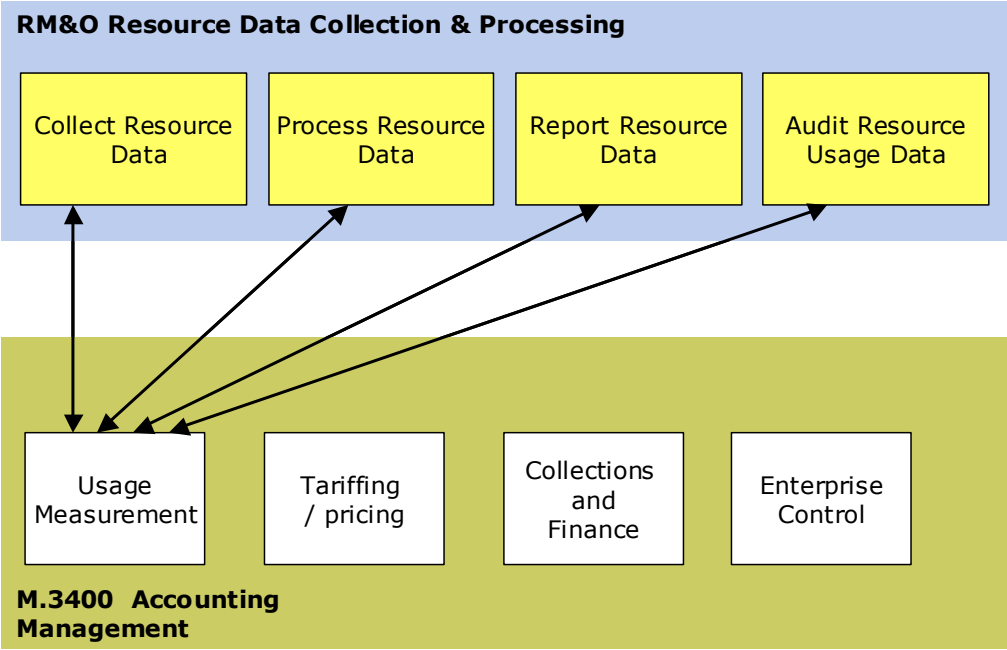 RM&O Resource Data Collection & Processing
Collect Resource
Data
Process Resource
Data
Report Resource
Data
Audit Resource
Usage Data
Usage
Measurement
Tariffing
/ pricing
Collections
and
Finance
Enterprise
Control
M.3400 Accounting
Management